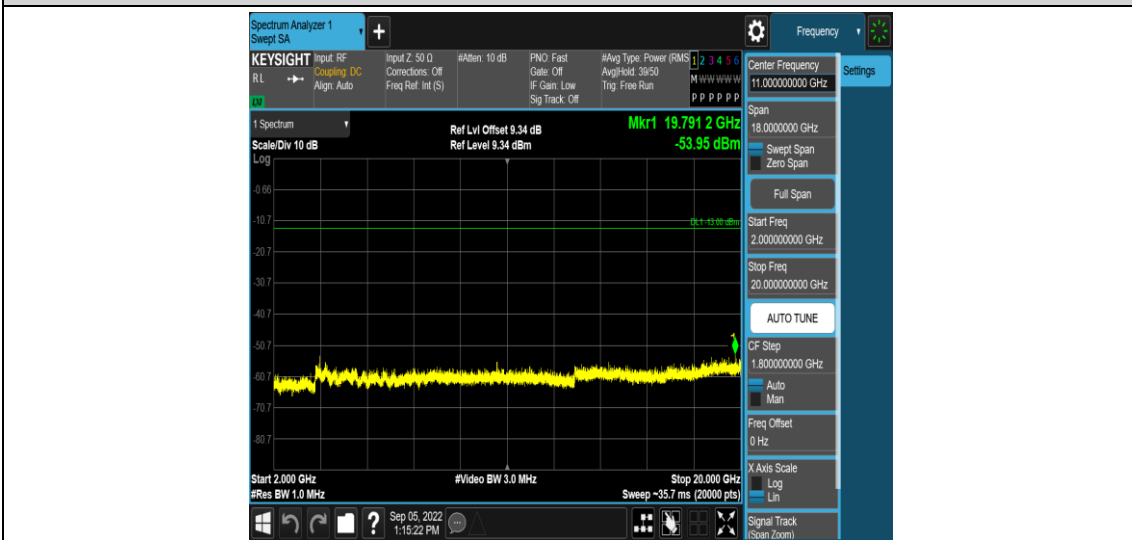 Spectrum Analyzer 1
Swept SA
Frequency
KEYSIGHT
RL
LNI
Input: RF
Coupling: DC
Align: Auto
Input Z: 50 Ω
Corrections: Off
Freq Ref: Int (S)
#Atten: 10 dB
PNO: Fast
Gate: Off
IF Gain: Low
Sig Track: Off
#Avg Type: Power (RMS
Avg|Hold: 39/50
Trig: Free Run
1 2 3 4 5 6
M W W W W W
P P P P P P
Center Frequency
11.000000000 GHz
Settings
Span
18.0000000 GHz
Swept Span
Zero Span
Full Span
Start Freq
2.000000000 GHz
Stop Freq
20.000000000 GHz
AUTO TUNE
CF Step
1.800000000 GHz
Auto
Man
Freq Offset
0 Hz
X Axis Scale
Log
Lin
Signal Track
(Span Zoom)
1 Spectrum
Scale/Div 10 dB
Log
Ref Lvl Offset 9.34 dB
Ref Level 9.34 dBm
Mkr1 19.791 2 GHz
-53.95 dBm
-0.66
-10.7
DL1 -13.00 dBm
-20.7
-30.7
-40.7
-50.7
1
-60.7
-70.7
-80.7
Start 2.000 GHz
#Res BW 1.0 MHz
#Video BW 3.0 MHz
Stop 20.000 GHz
Sweep ~35.7 ms (20000 pts)
?
Sep 05, 2022
1:15:22 PM